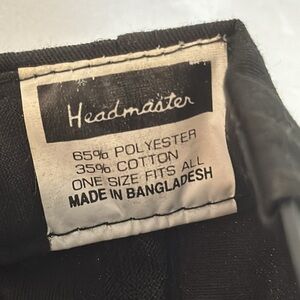 Headmaster
65% POLYESTER
35% COTTON
ONE SIZE FITS ALL
MADE IN BANGLADESH